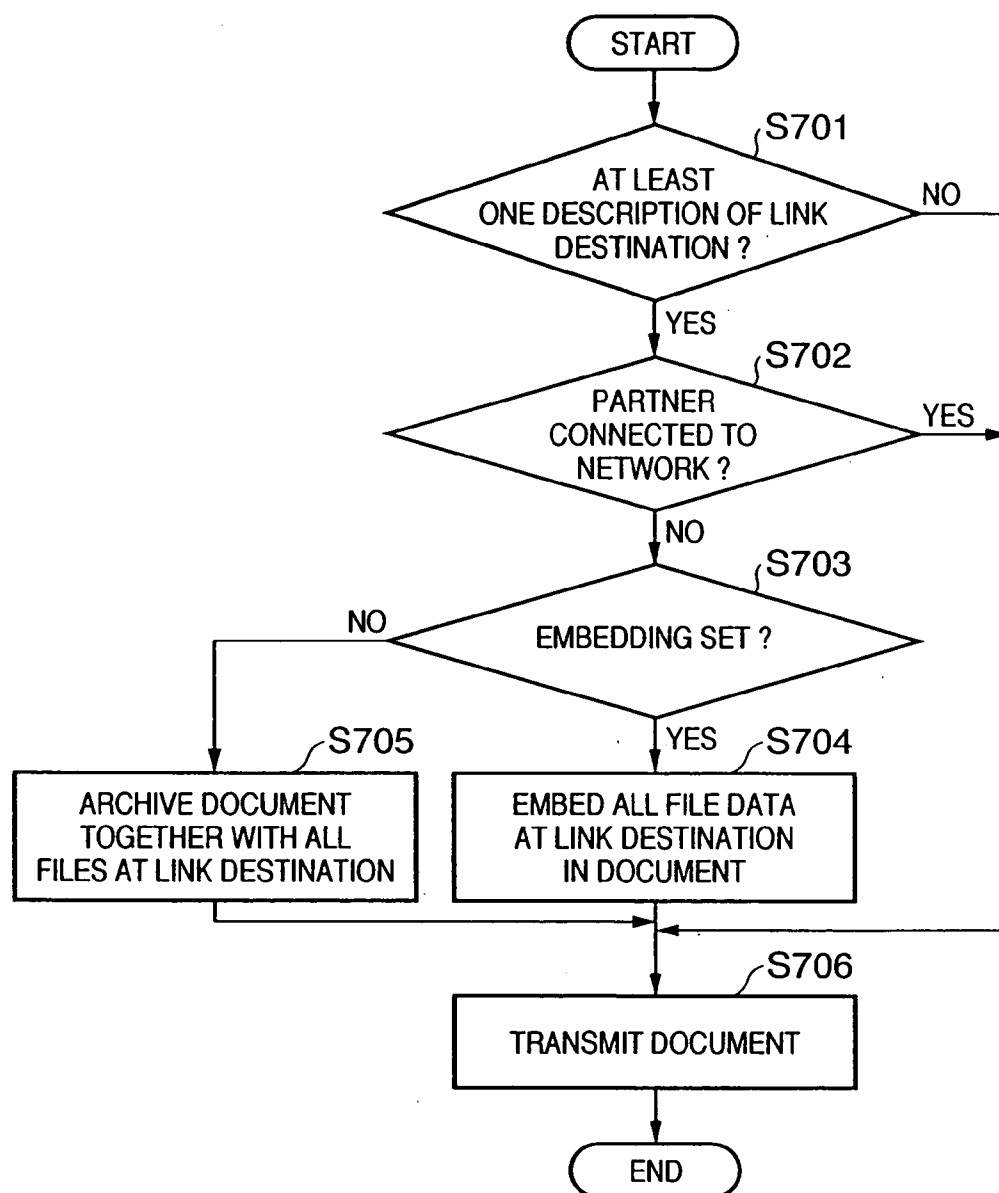 START
S701
AT LEAST
ONE DESCRIPTION OF LINK
DESTINATION ?
NO
YES
S702
PARTNER
CONNECTED TO
NETWORK ?
YES
NO
S703
EMBEDDING SET ?
NO
YES
S705
ARCHIVE DOCUMENT
TOGETHER WITH ALL
FILES AT LINK DESTINATION
S704
EMBED ALL FILE DATA
AT LINK DESTINATION
IN DOCUMENT
S706
TRANSMIT DOCUMENT
END